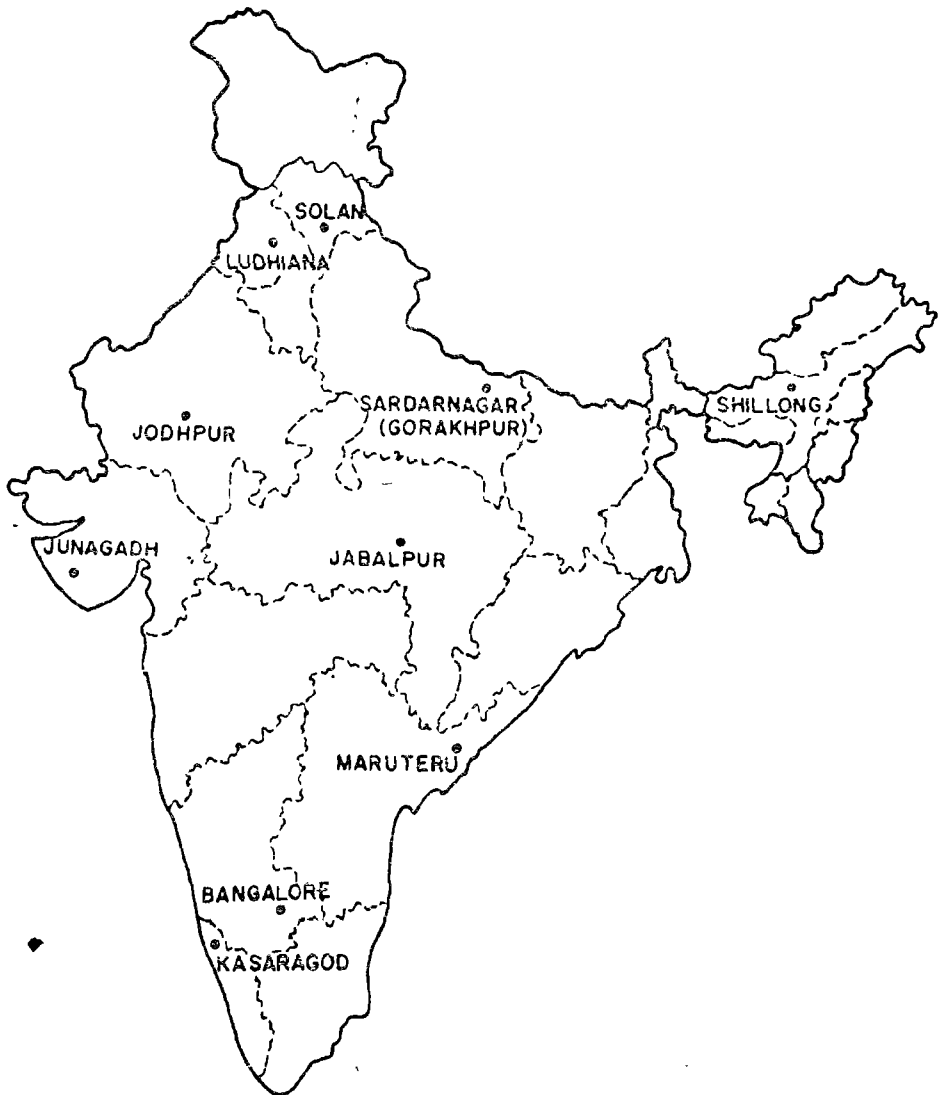 SOLAN
LUDHIANA
SARDARNAGAR
(GORAKHPUR)
SHILLONG
JODHPUR
JUNAGADH
JABALPUR
MARUTERU
BANGALORE
KASARAGOD